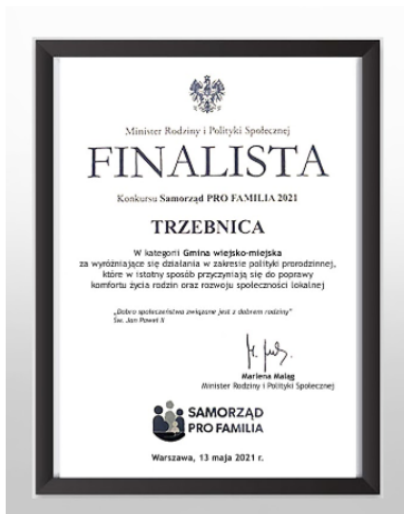 Minister Rodziny i Polityki Społecznej
FINALISTA
Konkursu Samorząd PRO FAMILIA 2021
TRZEBNICA
W kategorii Gmina wiejsko-miejska
za wyróżniające się działania w zakresie polityki prorodzinnej,
które w istotny sposób przyczyniają się do poprawy
komfortu życia rodzin oraz rozwoju społeczności lokalnej
„Dobro społeczeństwa związane jest z dobrem rodziny"
Św. Jan Paweł II
Marlena Maląg
Minister Rodziny i Polityki Społecznej
SAMORZĄD
PRO FAMILIA
Warszawa, 13 maja 2021 r.